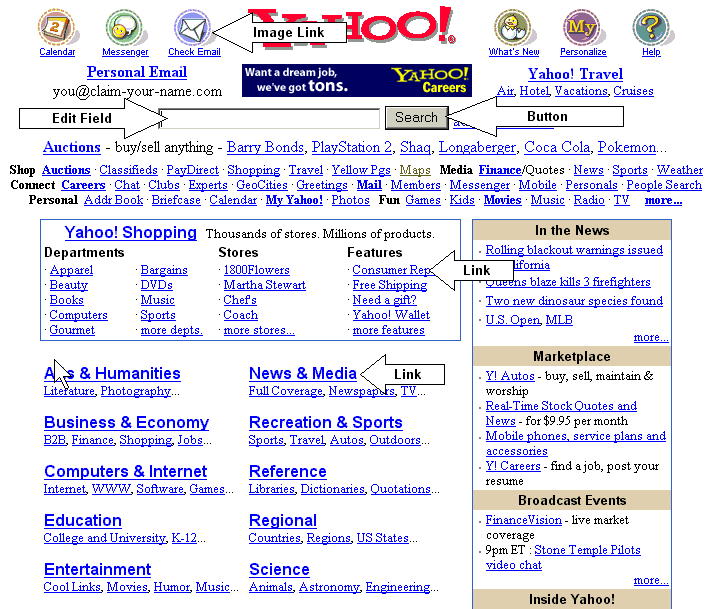 2
YAHOO!
My
?
Calendar Messenger Check Email Image Link What's New Personalize Help
Personal Email
you@claim-your-name.com
Want a dream job,
we've got tons.
YAHOO!
Careers
Yahoo! Travel
Air, Hotel, Vacations, Cruises
Edit Field Search Button
Auctions - buy/sell anything - Barry Bonds, PlayStation 2, Shaq, Longaberger, Coca Cola, Pokemon...
Shop Auctions · Classifieds · PayDirect · Shopping · Travel · Yellow Pgs · Maps Media Finance/Quotes · News · Sports · Weather
Connect Careers · Chat · Clubs · Experts · GeoCities · Greetings · Mail · Members · Messenger · Mobile · Personals · People Search
Personal Addr Book · Briefcase · Calendar · My Yahoo! · Photos Fun Games · Kids · Movies · Music · Radio · TV more...
Yahoo! Shopping Thousands of stores. Millions of products.
Departments Stores Features
· Apparel · Bargains · 1800Flowers · Consumer Rep
· Beauty · DVDs · Martha Stewart · Free Shipping
· Books · Music · Chef's · Need a gift?
· Computers · Sports · Coach · Yahoo! Wallet
· Gourmet · more depts. · more stores... · more features
Link
Arts & Humanities
Literature, Photography...
News & Media
Full Coverage, Newspapers, TV...
Link
Business & Economy
B2B, Finance, Shopping, Jobs...
Recreation & Sports
Sports, Travel, Autos, Outdoors...
Computers & Internet
Internet, WWW, Software, Games...
Reference
Libraries, Dictionaries, Quotations...
Education
College and University, K-12...
Regional
Countries, Regions, US States...
Entertainment
Cool Links, Movies, Humor, Music...
Science
Animals, Astronomy, Engineering...
In the News
· Rolling blackout warnings issued
California
· Queens blaze kills 3 firefighters
· Two new dinosaur species found
· U.S. Open, MLB
more...
Marketplace
· Y! Autos - buy, sell, maintain &
worship
· Real-Time Stock Quotes and
News - for $9.95 per month
· Mobile phones, service plans and
accessories
· Y! Careers - find a job, post your
resume
Broadcast Events
· FinanceVision - live market
coverage
· 9pm ET : Stone Temple Pilots
video chat
more...
Inside Yahoo!